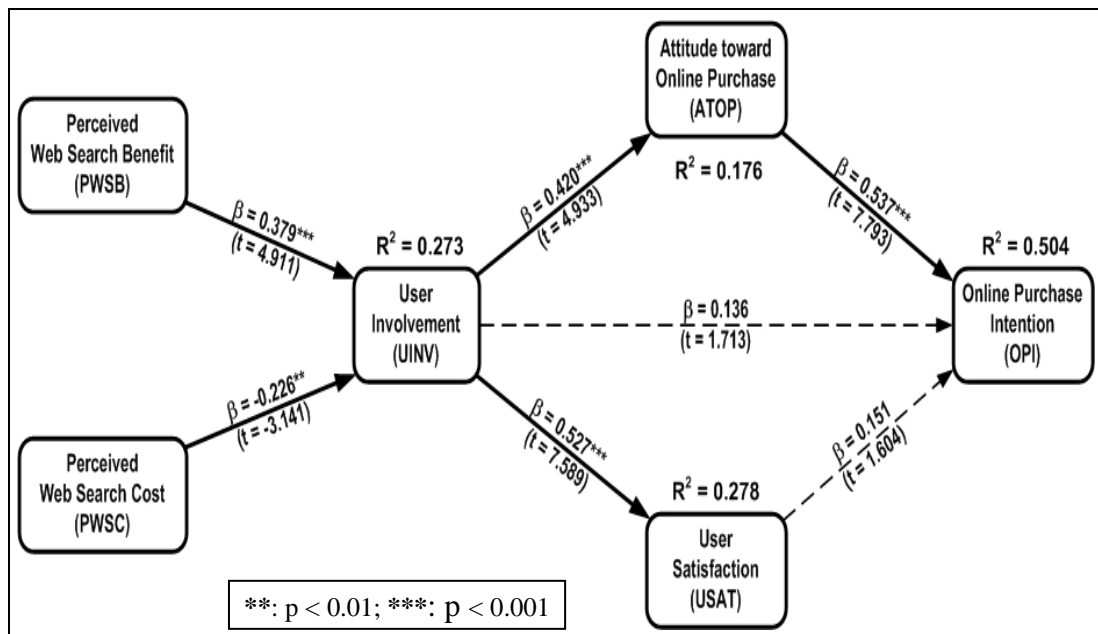 Perceived
Web Search Benefit
(PWSB)
β = 0.379***
(t = 4.911)
Perceived
Web Search Cost
(PWSC)
β = -0.226**
(t = -3.141)
R² = 0.273
User
Involvement
(UINV)
β = 0.420***
(t = 4.933)
Attitude toward
Online Purchase
(ATOP)
R² = 0.176
β = 0.537***
(t = 7.793)
β = 0.136
(t = 1.713)
β = 0.527***
(t = 7.589)
R² = 0.278
User
Satisfaction
(USAT)
β = 0.151
(t = 1.604)
R² = 0.504
Online Purchase
Intention
(OPI)
**: p < 0.01; ***: p < 0.001